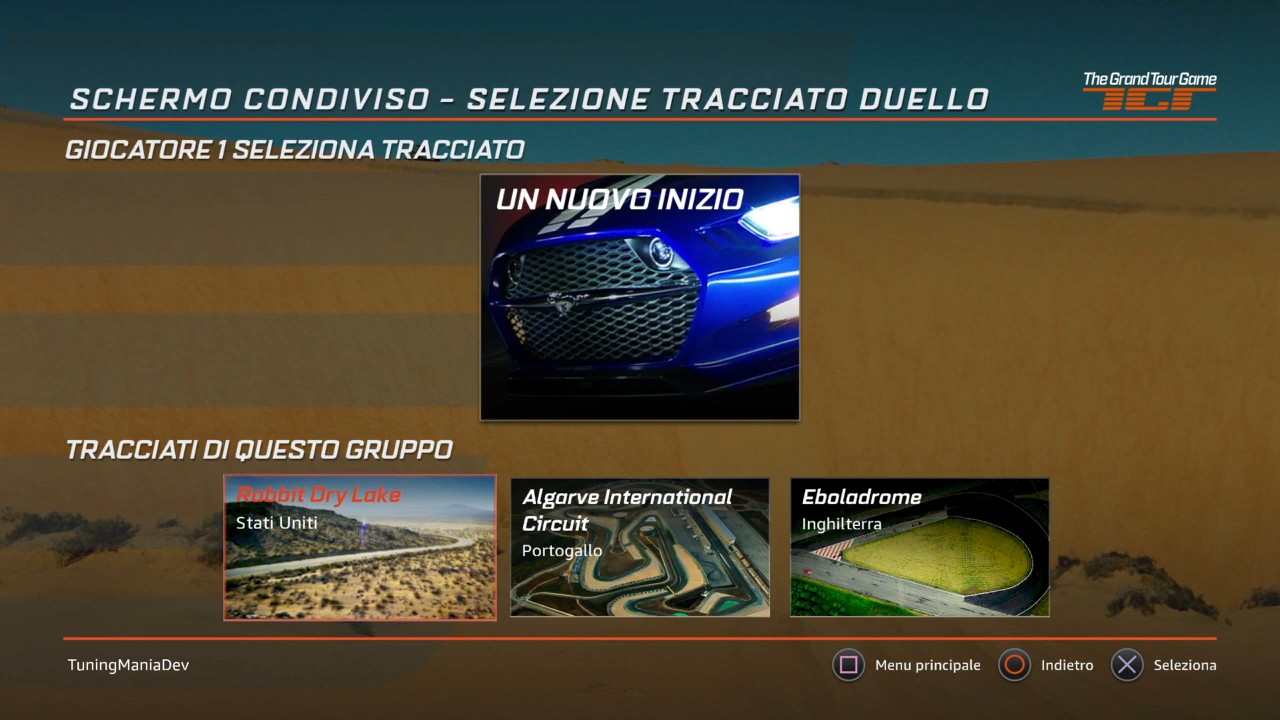 The Grand Tour Game
TGT
SCHERMO CONDIVISO - SELEZIONE TRACCIATO DUELLO
GIOCATORE 1 SELEZIONA TRACCIATO
UN NUOVO INIZIO
TRACCIATI DI QUESTO GRUPPO
Rabbit Dry Lake
Stati Uniti
Algarve International
Circuit
Portogallo
Eboladrome
Inghilterra
TuningManiaDev
Menu principale
Indietro
Seleziona